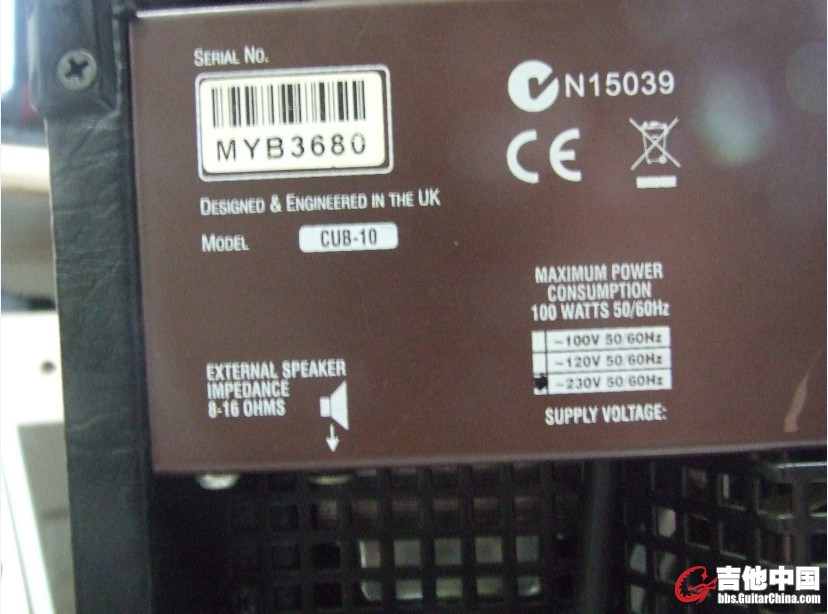 SERIAL NO.
MYB3680
DESIGNED & ENGINEERED IN THE UK
MODEL CUB-10
N15039
CE
MAXIMUM POWER
CONSUMPTION
100 WATTS 50/60Hz
~100V 50/60Hz
~120V 50/60Hz
~230V 50/60Hz
SUPPLY VOLTAGE:
EXTERNAL SPEAKER
IMPEDANCE
8-16 OHMS
吉他中国
bbs.GuitarChina.com